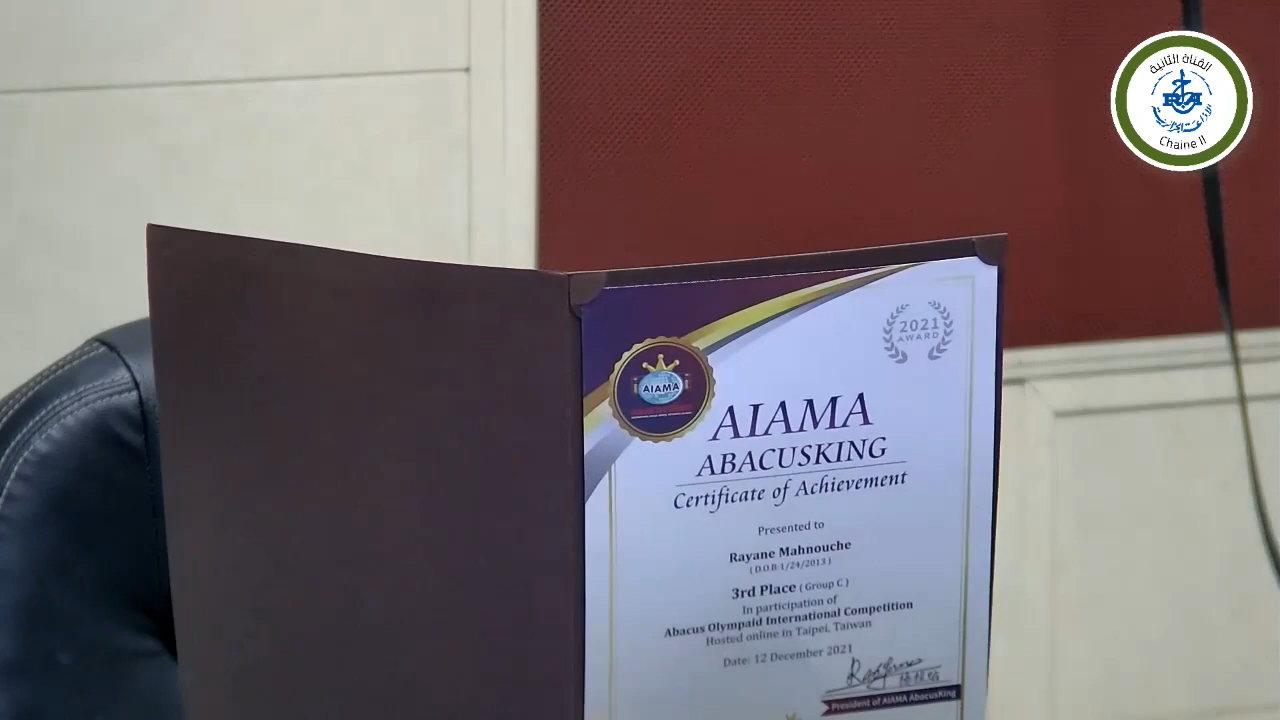 القناة الثانية
Chaine II
2021
AWARD
AIAMA
AIAMA
ABACUSKING
Certificate of Achievement
Presented to
Rayane Mahnouche
( D.O.B:1/24/2013 )
3rd Place ( Group C )
In participation of
Abacus Olympaid International Competition
Hosted online in Taipei, Taiwan
Date: 12 December 2021
President of AIAMA AbacusKing